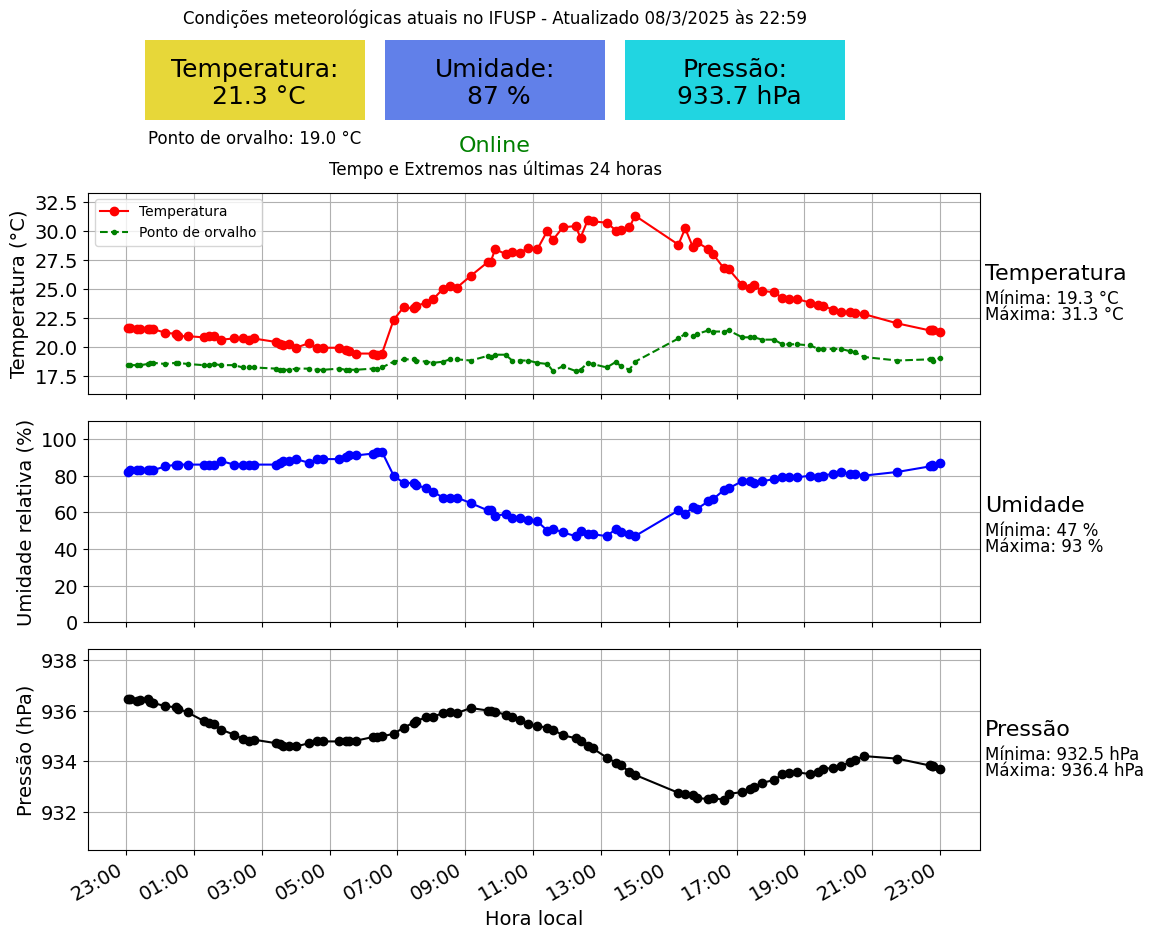 Condições meteorológicas atuais no IFUSP - Atualizado 08/3/2025 às 22:59
Temperatura:
21.3 °C
Umidade:
87 %
Pressão:
933.7 hPa
Ponto de orvalho: 19.0 °C
Online
Tempo e Extremos nas últimas 24 horas
Temperatura (°C)
32.5
30.0
27.5
25.0
22.5
20.0
17.5
Temperatura
Ponto de orvalho
Temperatura
Mínima: 19.3 °C
Máxima: 31.3 °C
Umidade relativa (%)
100
80
60
40
20
0
Umidade
Mínima: 47 %
Máxima: 93 %
Pressão (hPa)
938
936
934
932
Pressão
Mínima: 932.5 hPa
Máxima: 936.4 hPa
23:00 01:00 03:00 05:00 07:00 09:00 11:00 13:00 15:00 17:00 19:00 21:00 23:00
Hora local